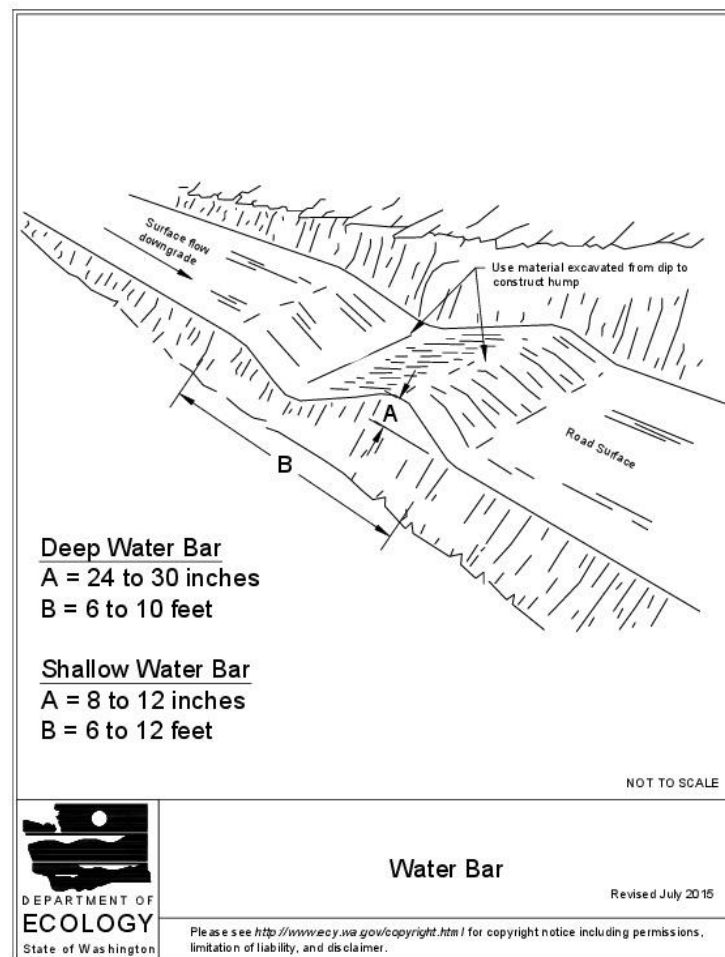 Surface flow
downgrade
Use material excavated from dip to
construct hump
A
Road Surface
B
Deep Water Bar
A = 24 to 30 inches
B = 6 to 10 feet
Shallow Water Bar
A = 8 to 12 inches
B = 6 to 12 feet
NOT TO SCALE
DEPARTMENT OF
ECOLOGY
State of Washington
Water Bar
Revised July 2015
Please see http://www.ecy.wa.gov/copyright.html for copyright notice including permissions,
limitation of liability, and disclaimer.